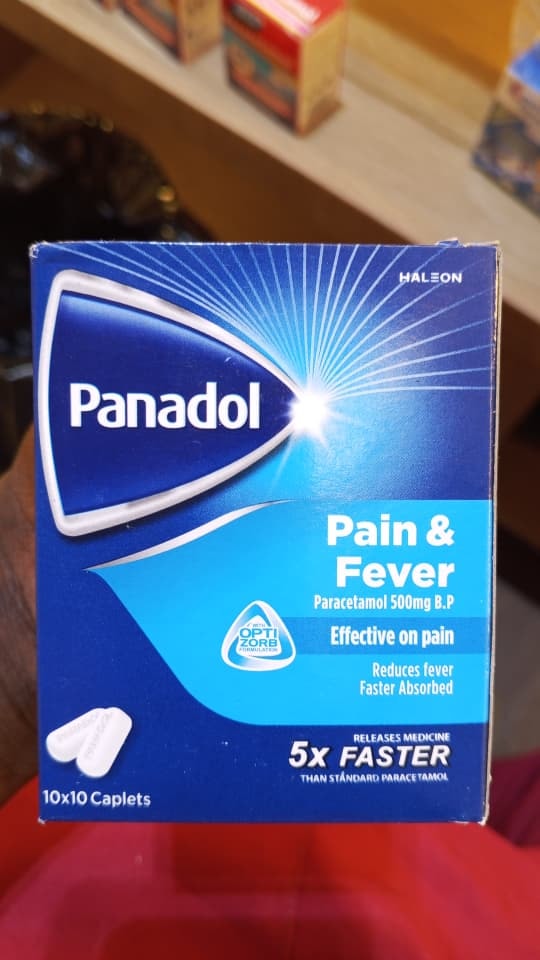 HALEON
Panadol
Pain &
Fever
Paracetamol 500mg B.P
Effective on pain
WITH
OPTI
ZORB
FORMULATION
Reduces fever
Faster Absorbed
RELEASES MEDICINE
5x FASTER
THAN STANDARD PARACETAMOL
10x10 Caplets